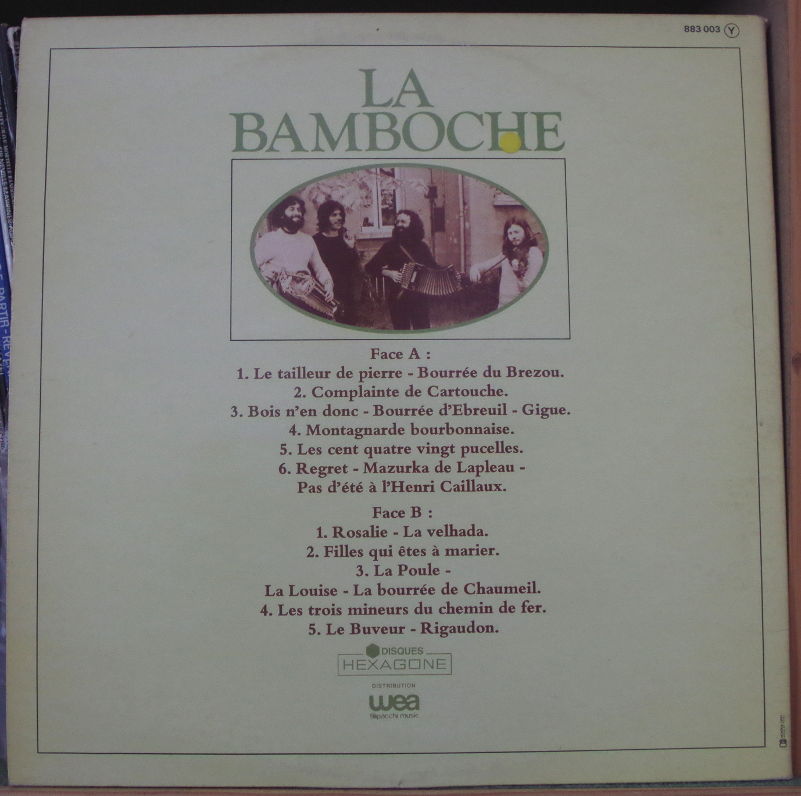 883 003 Y
LA
BAMBOCHE
Face A :
1. Le tailleur de pierre - Bourrée du Brezou.
2. Complainte de Cartouche.
3. Bois n'en donc - Bourrée d'Ebreuil - Gigue.
4. Montagnarde bourbonnaise.
5. Les cent quatre vingt pucelles.
6. Regret - Mazurka de Lapleau -
Pas d'été à l'Henri Caillaux.
Face B :
1. Rosalie - La velhada.
2. Filles qui êtes à marier.
3. La Poule -
La Louise - La bourrée de Chaumeil.
4. Les trois mineurs du chemin de fer.
5. Le Buveur - Rigaudon.
DISQUES
HEXAGONE
DISTRIBUTION
wea
filipacchi music